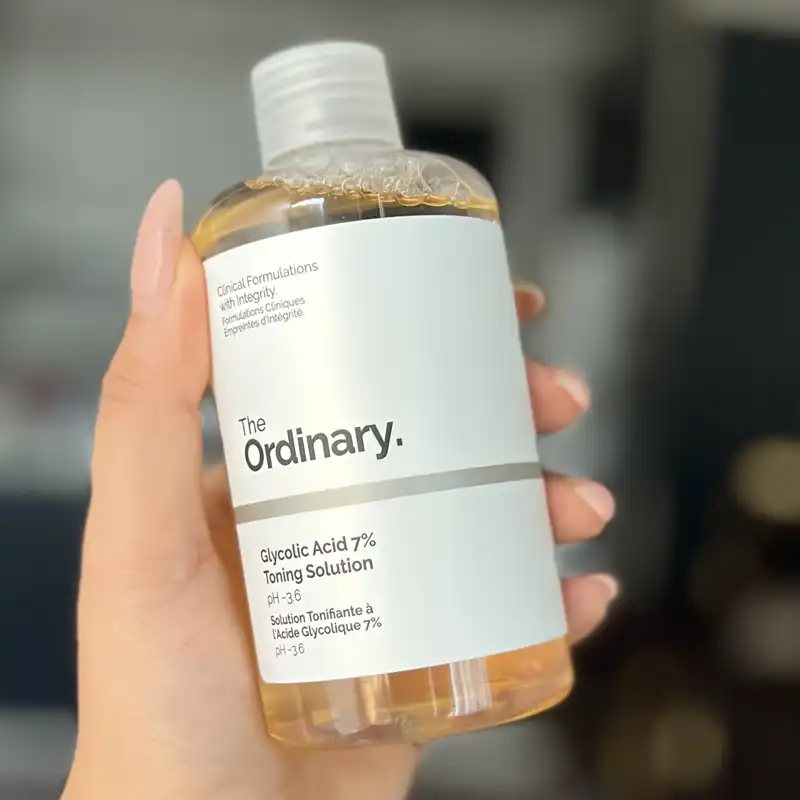 Clinical Formulations
with Integrity.
Formulations Cliniques
Empreintes d'Intégrité.
The
Ordinary.
Glycolic Acid 7%
Toning Solution
pH ~3.6
Solution Tonifiante à
l'Acide Glycolique 7%
pH ~3.6